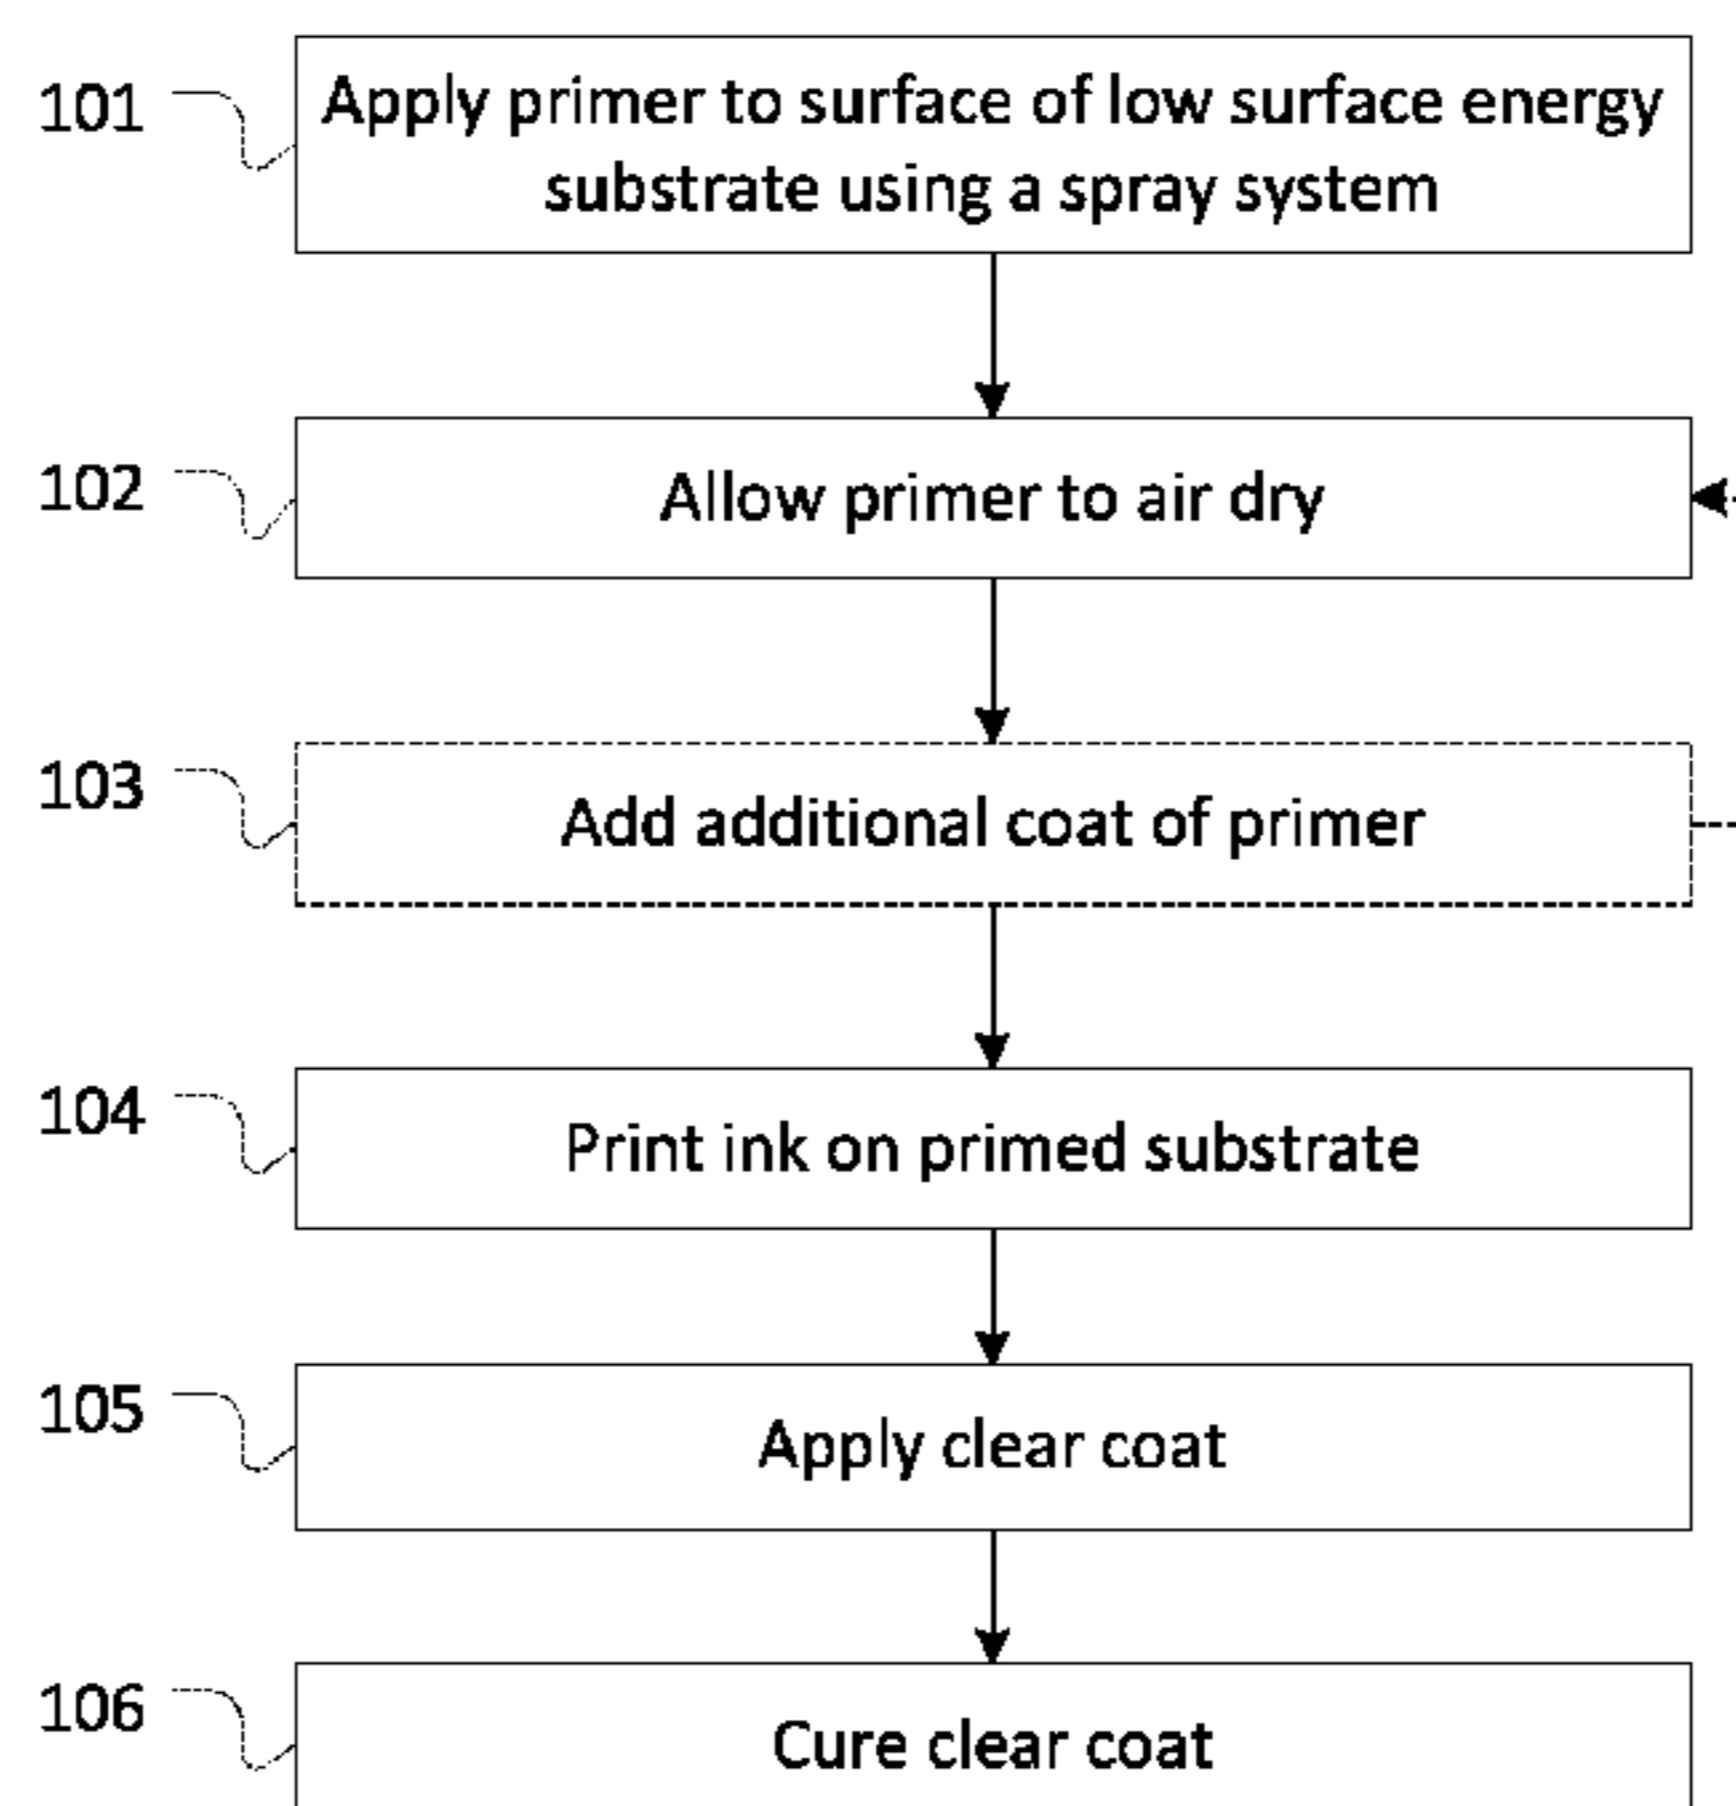 101
Apply primer to surface of low surface energy
substrate using a spray system
102
Allow primer to air dry
103
Add additional coat of primer
104
Print ink on primed substrate
105
Apply clear coat
106
Cure clear coat